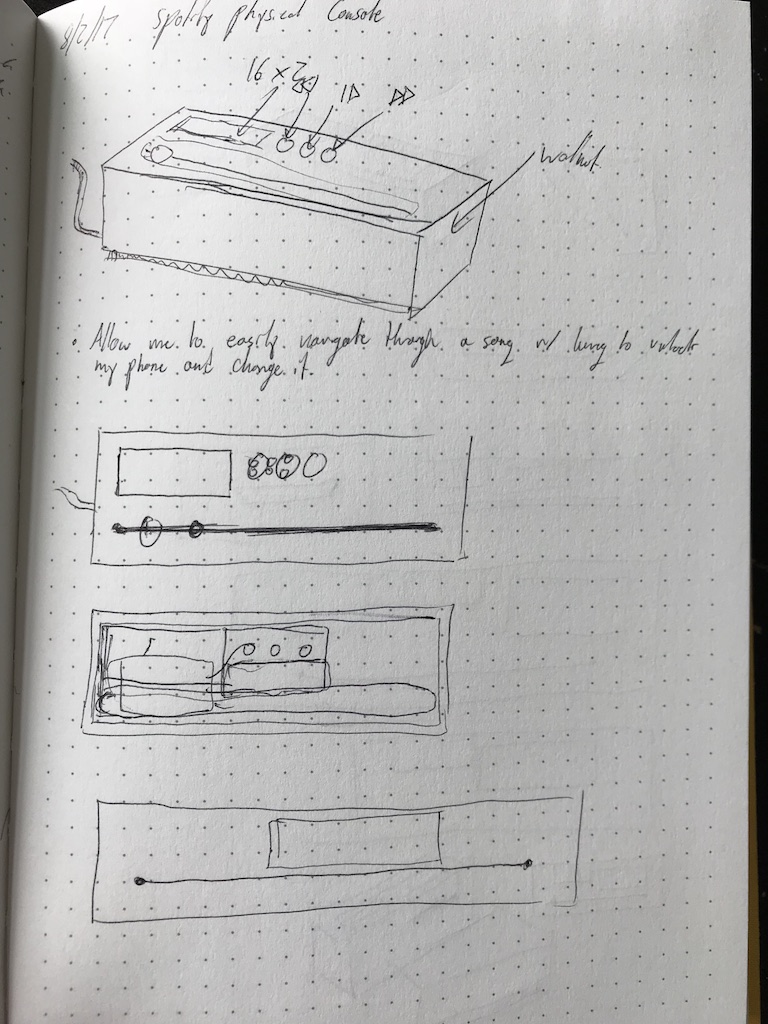 8/2/17 Spotify physical Console
16 x 2
walnut
• Allow me to easily navigate through a song w/ having to unlock
my phone and change it.